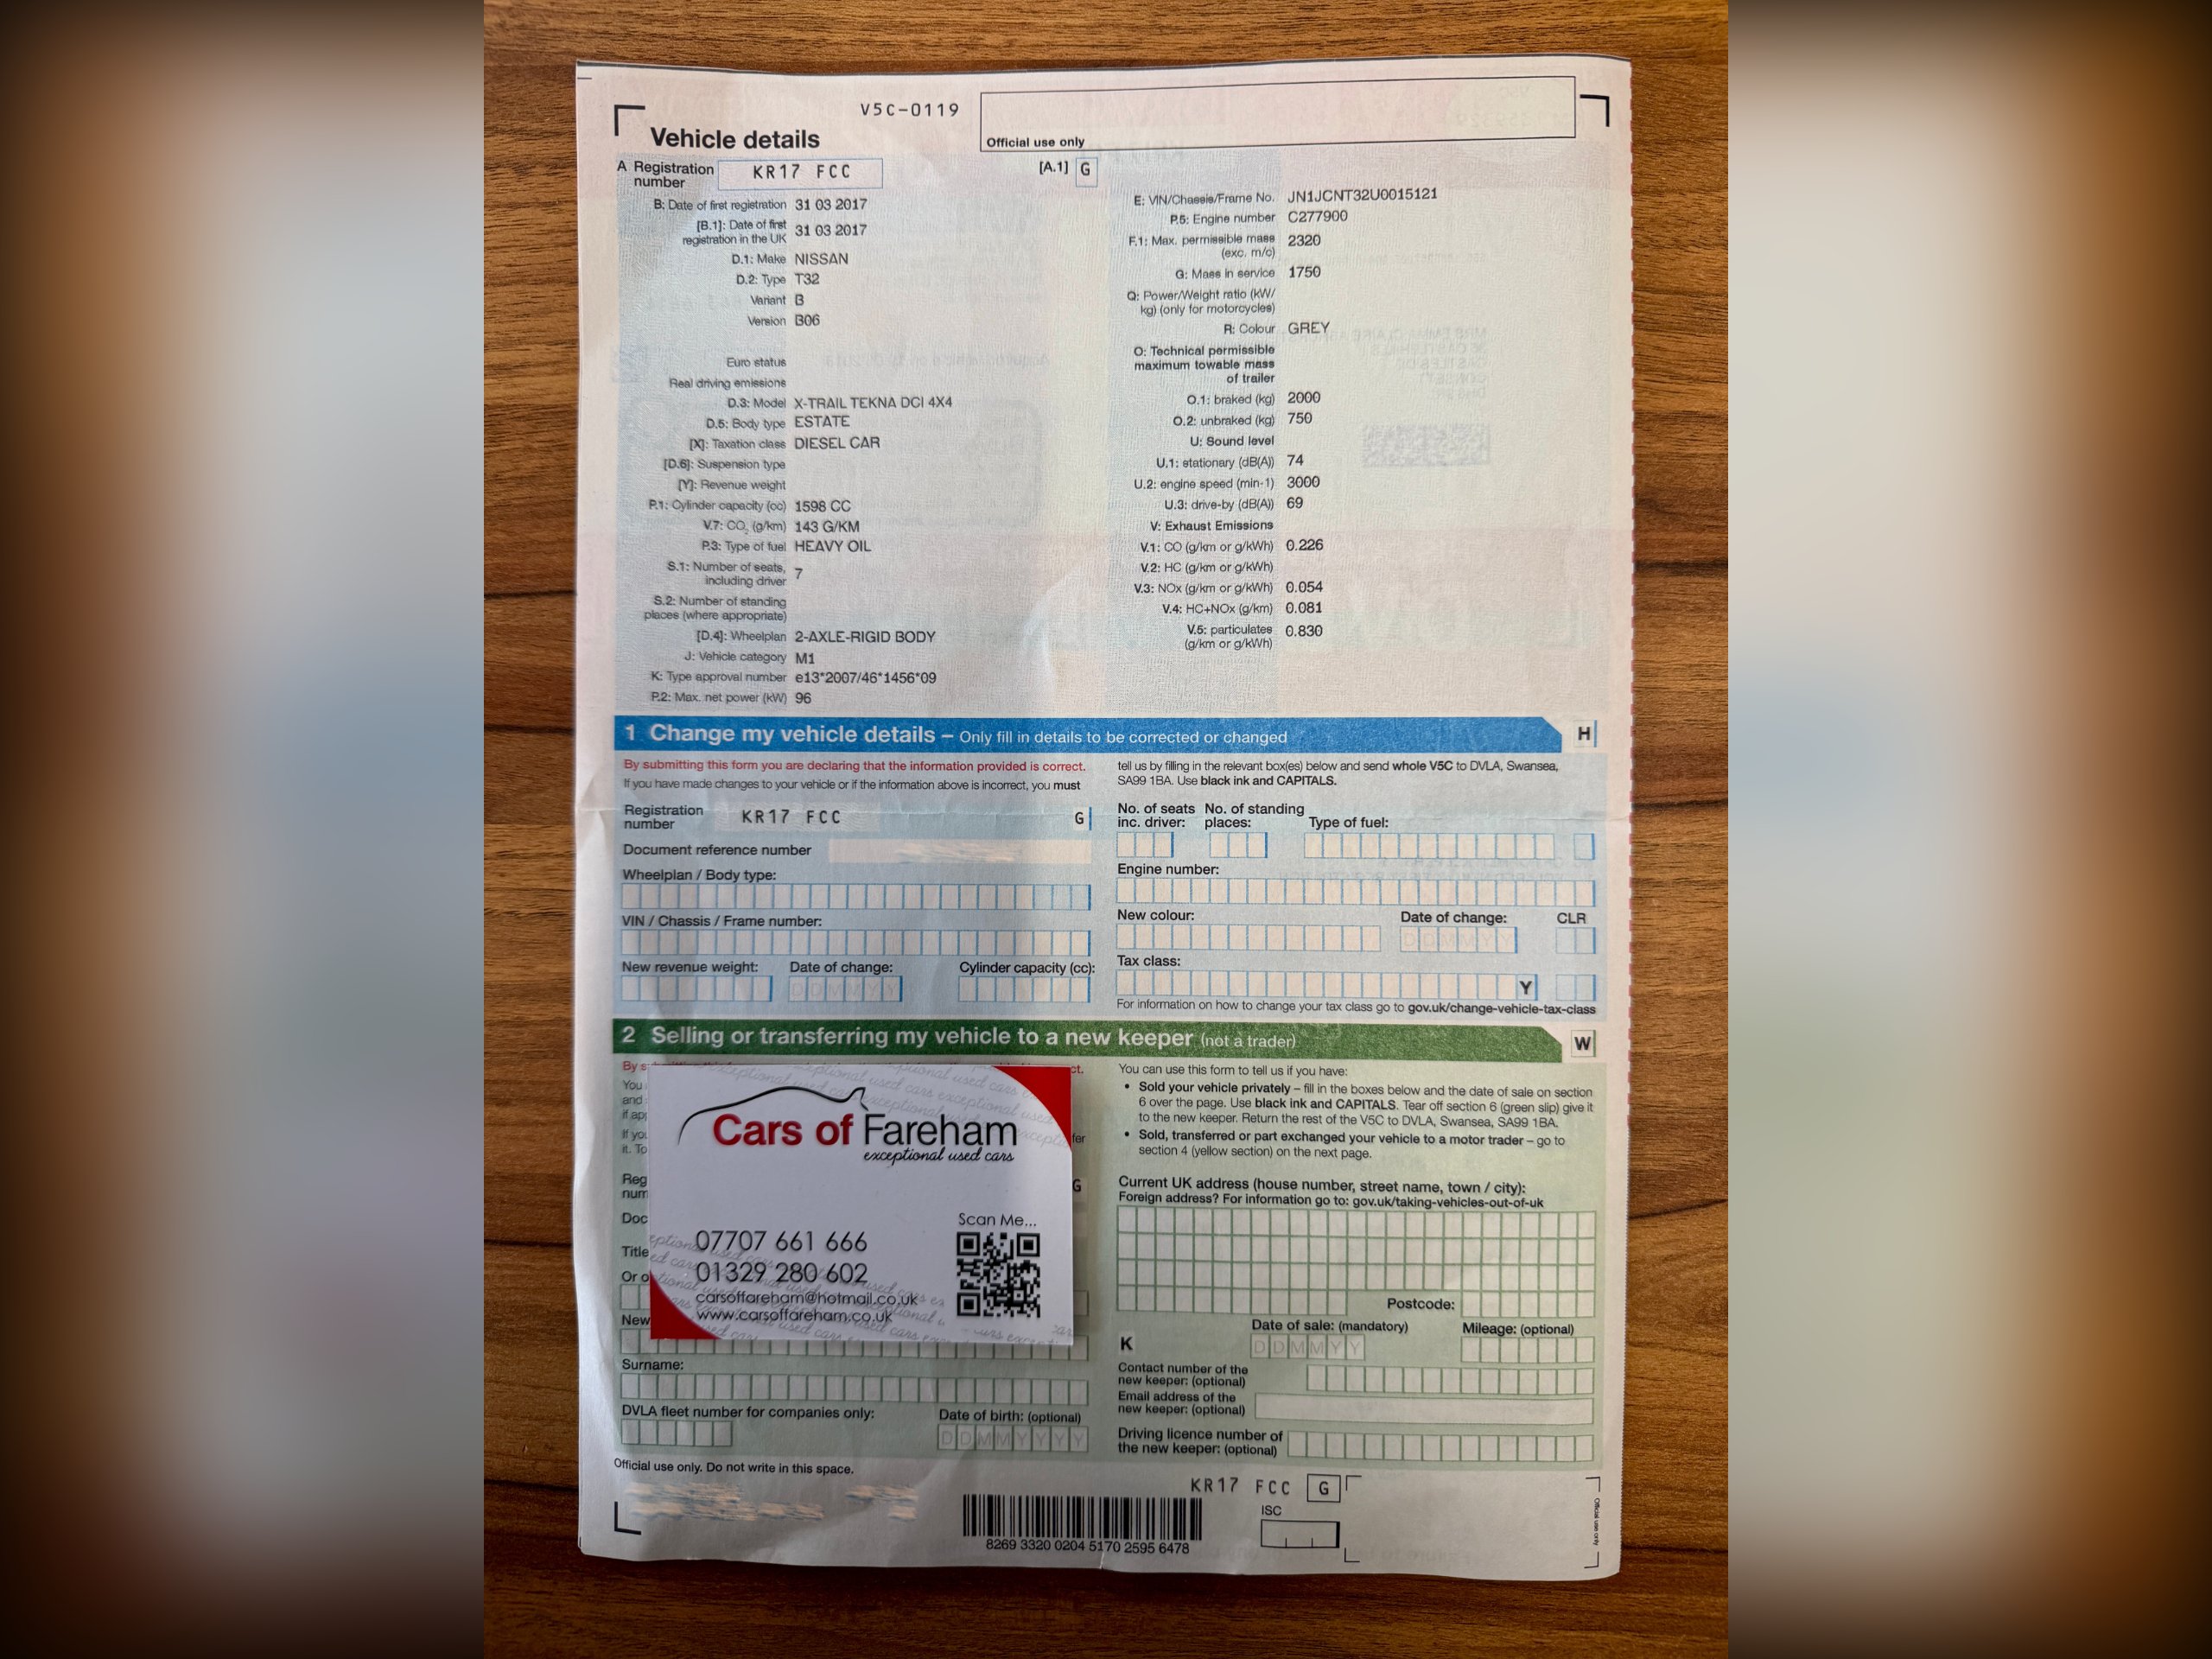 V5C-0119
Official use only
Vehicle details
A Registration number KR17 FCC
[A.1] G
B: Date of first registration 31 03 2017
[B.1]: Date of first registration in the UK 31 03 2017
D.1: Make NISSAN
D.2: Type T32
Variant B
Version B06
Euro status
Real driving emissions
D.3: Model X-TRAIL TEKNA DCI 4X4
D.5: Body type ESTATE
[X]: Taxation class DIESEL CAR
[D.6]: Suspension type
[Y]: Revenue weight
P.1: Cylinder capacity (cc) 1598 CC
V.7: CO2 (g/km) 143 G/KM
P.3: Type of fuel HEAVY OIL
S.1: Number of seats, including driver 7
S.2: Number of standing places (where appropriate)
[D.4]: Wheelplan 2-AXLE-RIGID BODY
J: Vehicle category M1
K: Type approval number e13*2007/46*1456*09
P.2: Max. net power (kW) 96
E: VIN/Chassis/Frame No. JN1JCNT32U0015121
P.5: Engine number C277900
F.1: Max. permissible mass (exc. m/c) 2320
G: Mass in service 1750
Q: Power/Weight ratio (kW/kg) (only for motorcycles)
R: Colour GREY
O: Technical permissible maximum towable mass of trailer
O.1: braked (kg) 2000
O.2: unbraked (kg) 750
U: Sound level
U.1: stationary (dB(A)) 74
U.2: engine speed (min-1) 3000
U.3: drive-by (dB(A)) 69
V: Exhaust Emissions
V.1: CO (g/km or g/kWh) 0.226
V.2: HC (g/km or g/kWh)
V.3: NOx (g/km or g/kWh) 0.054
V.4: HC+NOx (g/km) 0.081
V.5: particulates (g/km or g/kWh) 0.830
1 Change my vehicle details – Only fill in details to be corrected or changed H
By submitting this form you are declaring that the information provided is correct.
If you have made changes to your vehicle or if the information above is incorrect, you must
tell us by filling in the relevant box(es) below and send whole V5C to DVLA, Swansea,
SA99 1BA. Use black ink and CAPITALS.
Registration number KR17 FCC G
Document reference number
Wheelplan / Body type:
VIN / Chassis / Frame number:
New revenue weight: Date of change: Cylinder capacity (cc):
DDMMYY
No. of seats inc. driver: No. of standing places: Type of fuel:
Engine number:
New colour: Date of change: CLR
DDMMYY
Tax class:
Y
For information on how to change your tax class go to gov.uk/change-vehicle-tax-class
2 Selling or transferring my vehicle to a new keeper (not a trader) W
By s ct.
You
and
if ap
If you fer
it. To
Reg
num G
Doc
Title
Or o
New
Cars of Fareham
exceptional used cars
Scan Me...
07707 661 666
01329 280 602
carsoffareham@hotmail.co.uk
www.carsoffareham.co.uk
Surname:
DVLA fleet number for companies only: Date of birth: (optional)
DDMMYYYY
You can use this form to tell us if you have:
• Sold your vehicle privately – fill in the boxes below and the date of sale on section
6 over the page. Use black ink and CAPITALS. Tear off section 6 (green slip) give it
to the new keeper. Return the rest of the V5C to DVLA, Swansea, SA99 1BA.
• Sold, transferred or part exchanged your vehicle to a motor trader – go to
section 4 (yellow section) on the next page.
Current UK address (house number, street name, town / city):
Foreign address? For information go to: gov.uk/taking-vehicles-out-of-uk
Postcode:
K Date of sale: (mandatory) Mileage: (optional)
DDMMYY
Contact number of the new keeper: (optional)
Email address of the new keeper: (optional)
Driving licence number of the new keeper: (optional)
Official use only. Do not write in this space.
KR17 FCC G
ISC
8269 3320 0204 5170 2595 6478
Official use only